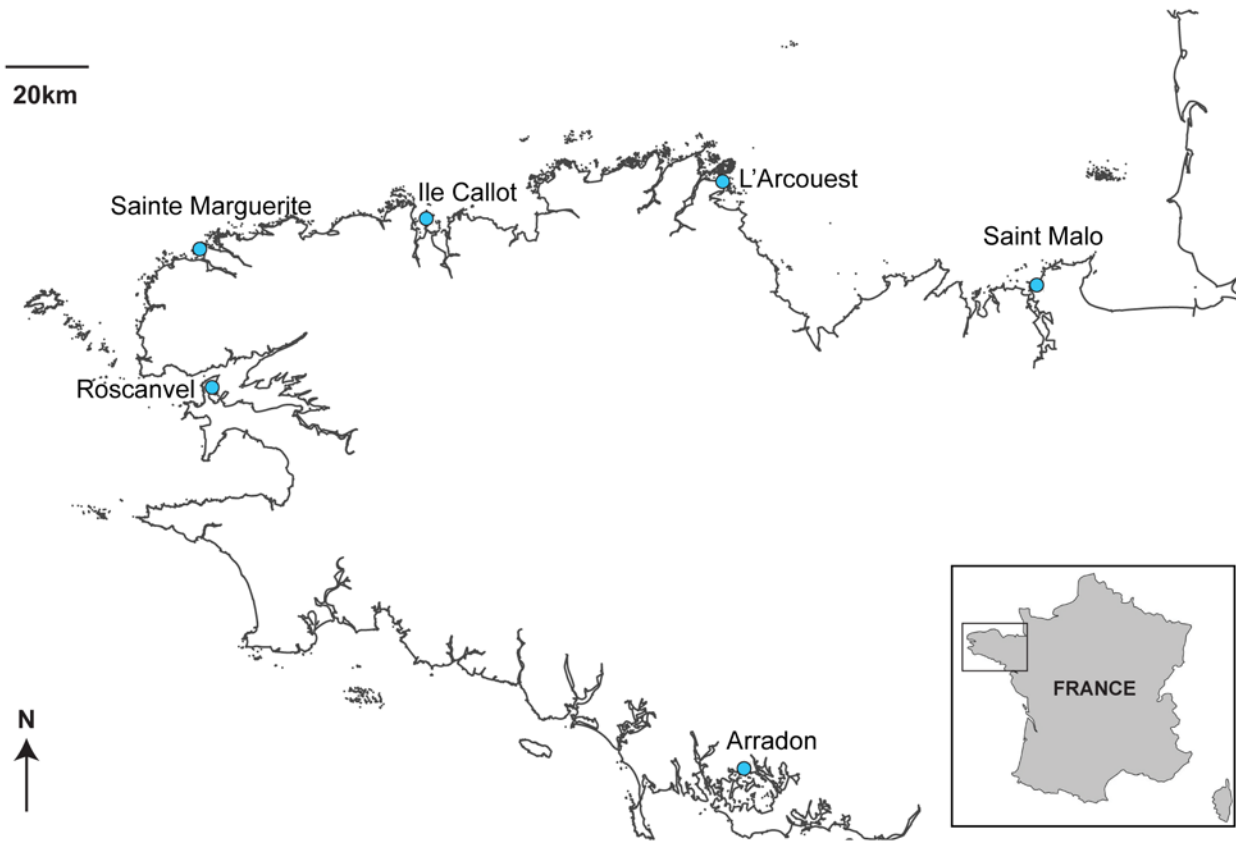 20km
L'Arcouest
Ile Callot
Sainte Marguerite
Saint Malo
Roscanvel
FRANCE
N
Arradon